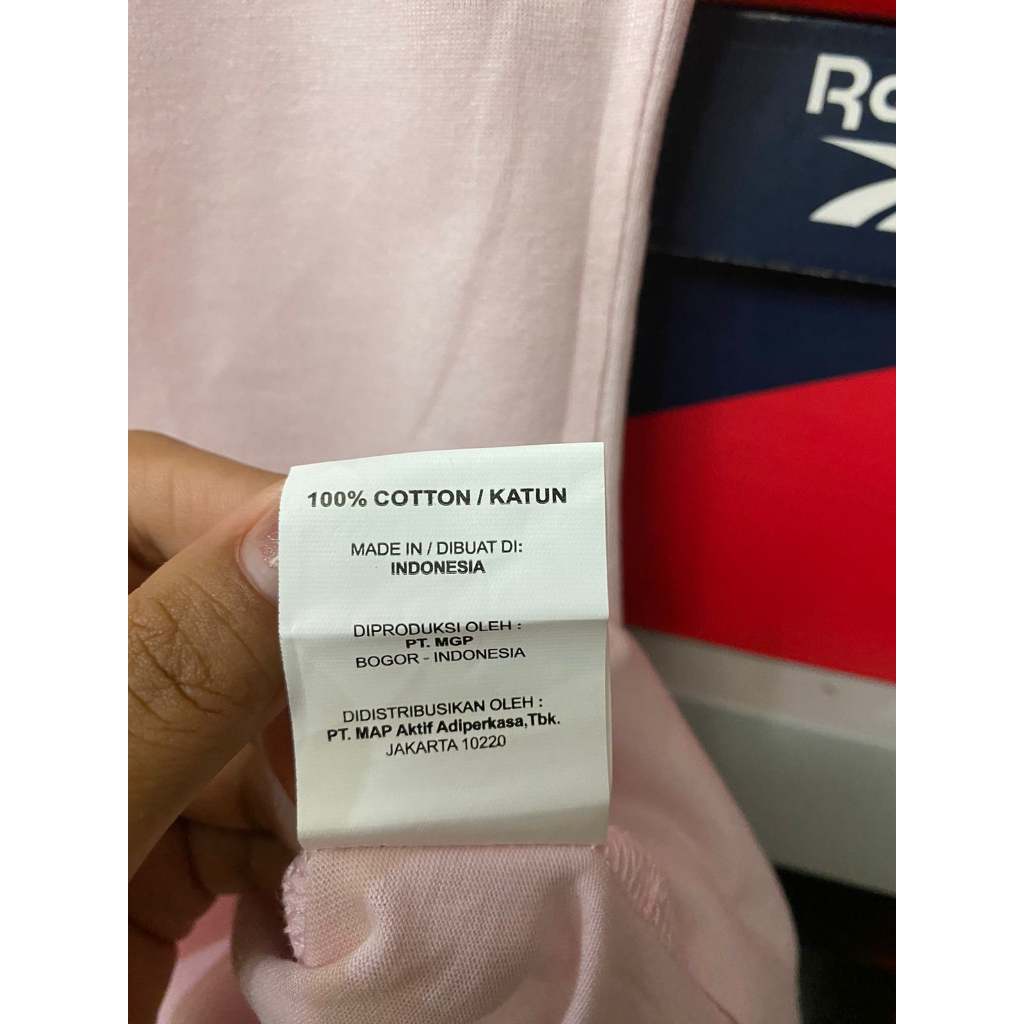 100% COTTON / KATUN
MADE IN / DIBUAT DI:
INDONESIA
DIPRODUKSI OLEH :
PT. MGP
BOGOR - INDONESIA
DIDISTRIBUSIKAN OLEH :
PT. MAP Aktif Adiperkasa,Tbk.
JAKARTA 10220